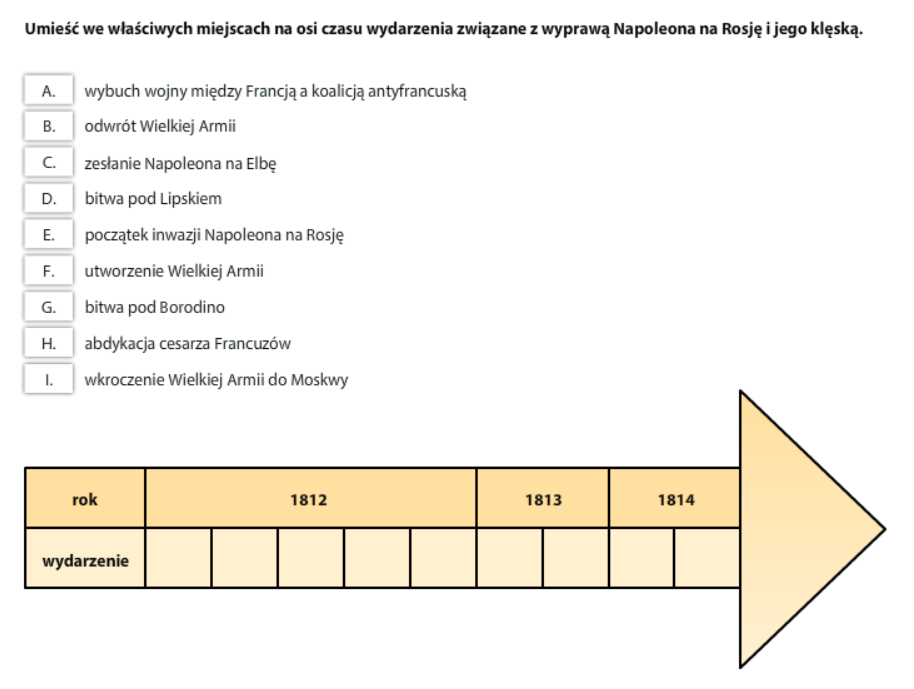 Umieść we właściwych miejscach na osi czasu wydarzenia związane z wyprawą Napoleona na Rosję i jego klęską.
A. wybuch wojny między Francją a koalicją antyfrancuską
B. odwrót Wielkiej Armii
C. zesłanie Napoleona na Elbę
D. bitwa pod Lipskiem
E. początek inwazji Napoleona na Rosję
F. utworzenie Wielkiej Armii
G. bitwa pod Borodino
H. abdykacja cesarza Francuzów
I. wkroczenie Wielkiej Armii do Moskwy
rok 1812 1813 1814
wydarzenie